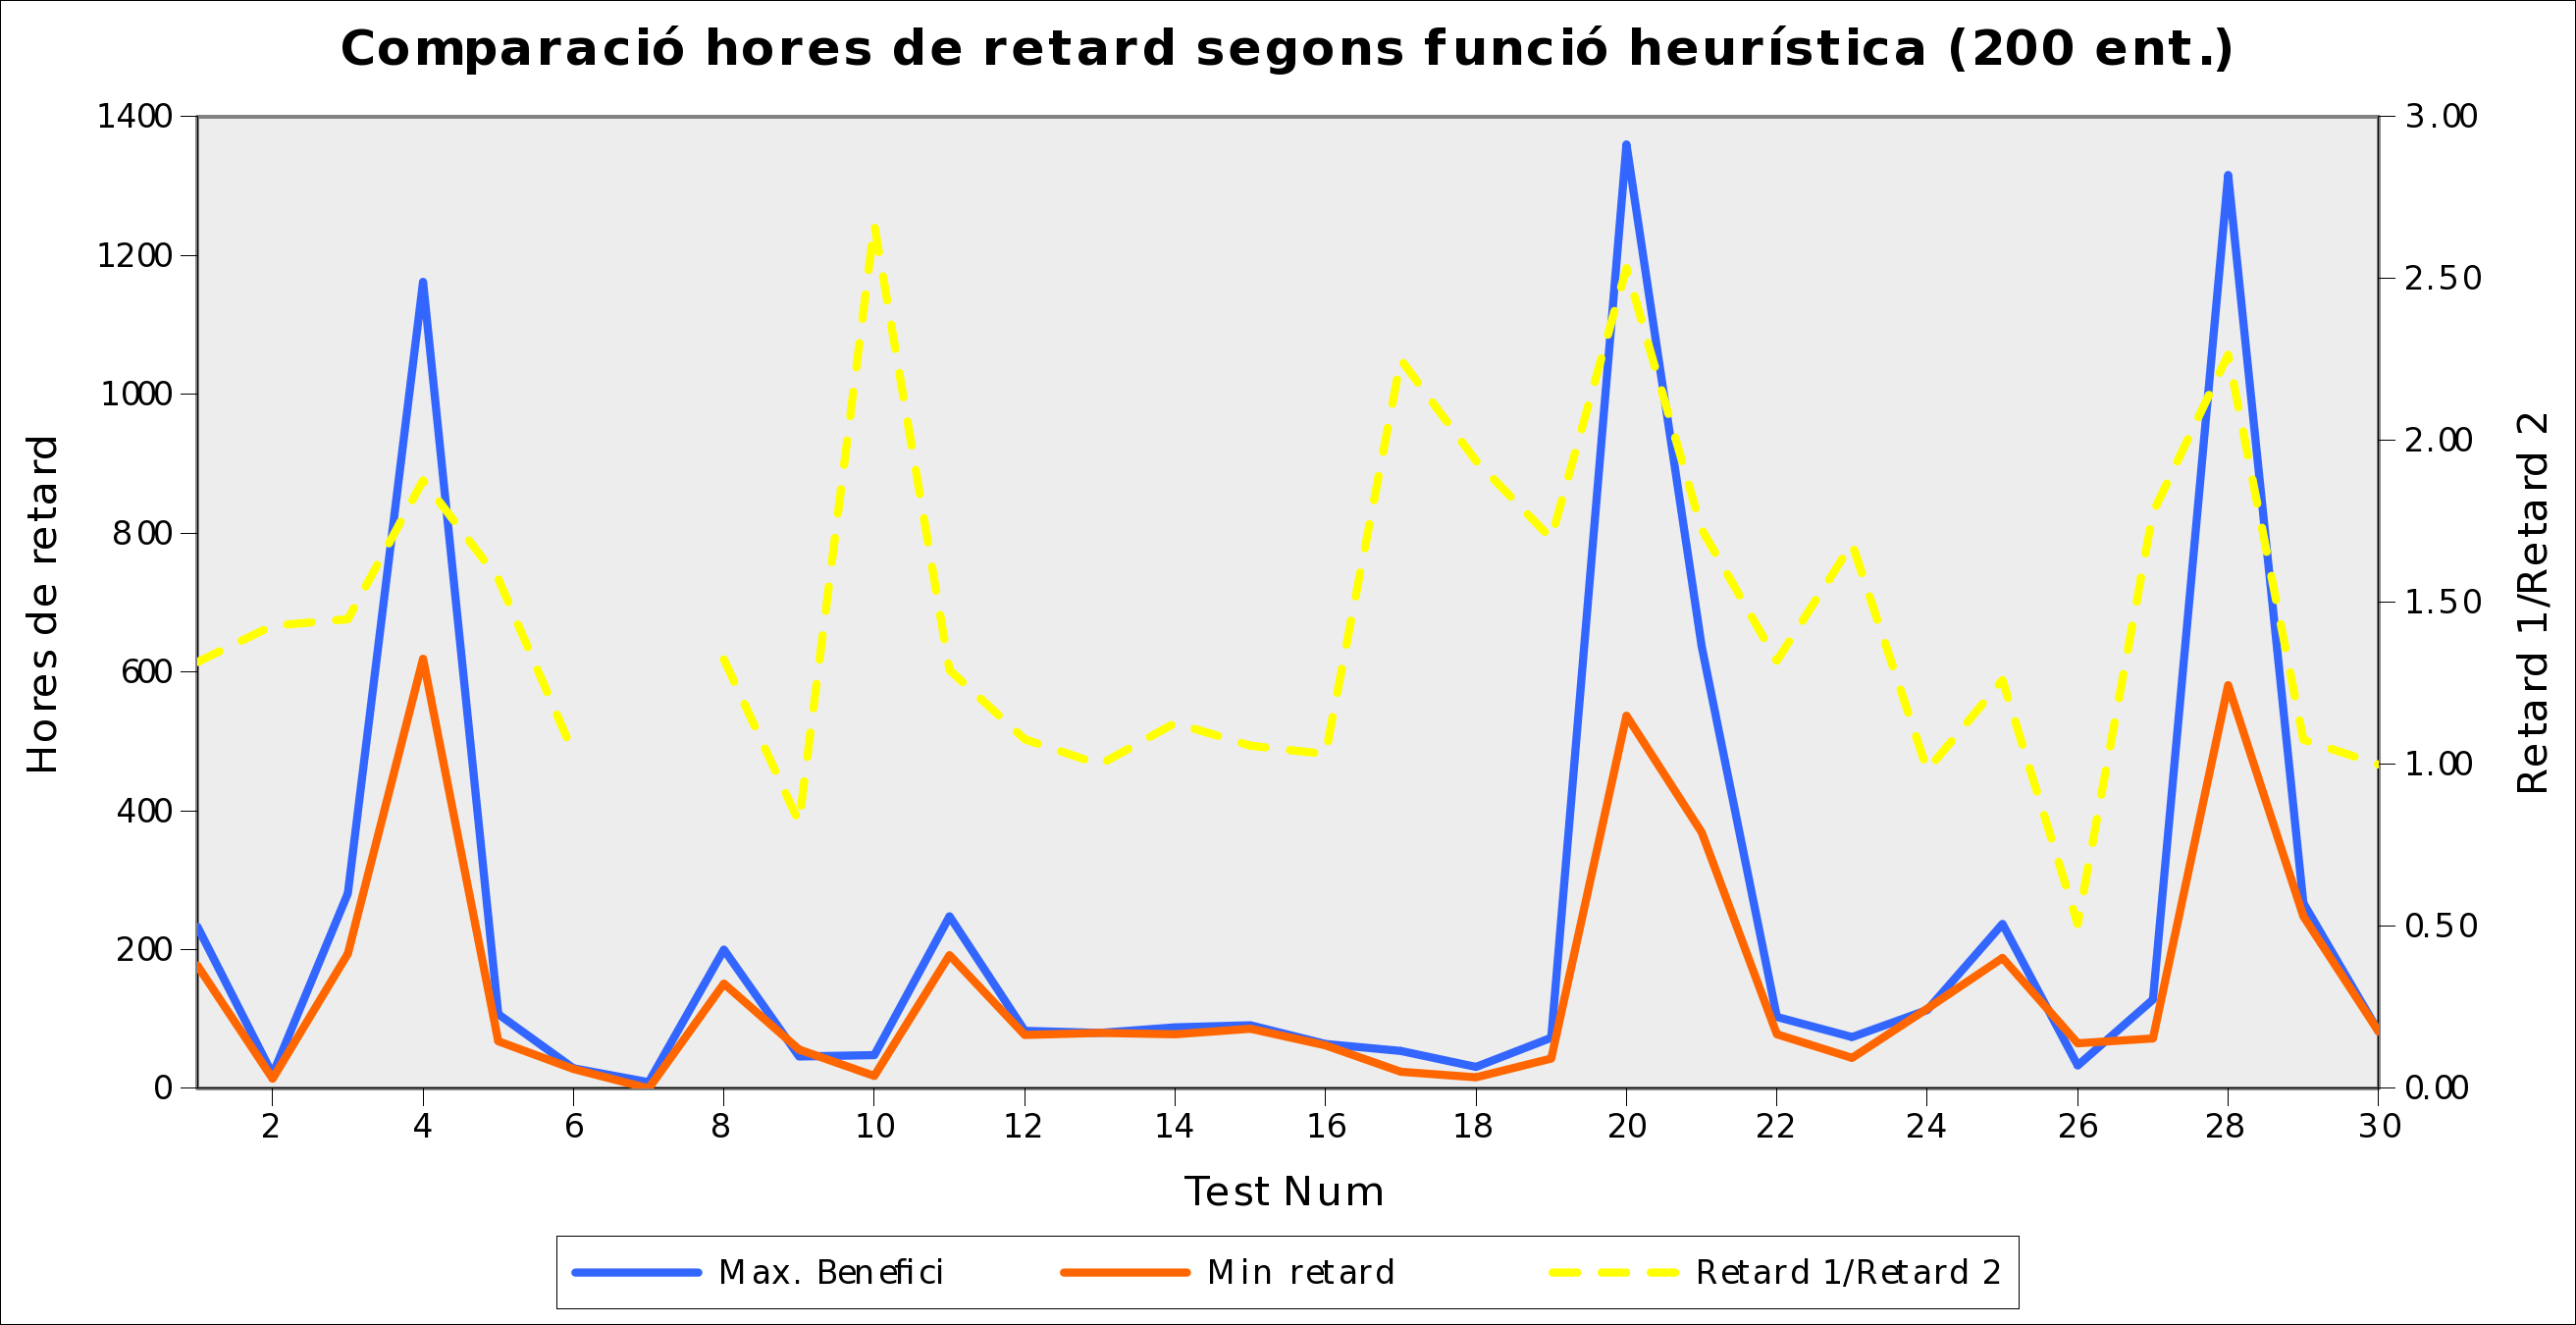 Comparació hores de retard segons funció heurística (200 ent.)
1400
1200
1000
800
600
400
200
0
Hores de retard
3.00
2.50
2.00
1.50
1.00
0.50
0.00
Retard 1/Retard 2
2 4 6 8 10 12 14 16 18 20 22 24 26 28 30
Test Num
Max. Benefici Min retard Retard 1/Retard 2